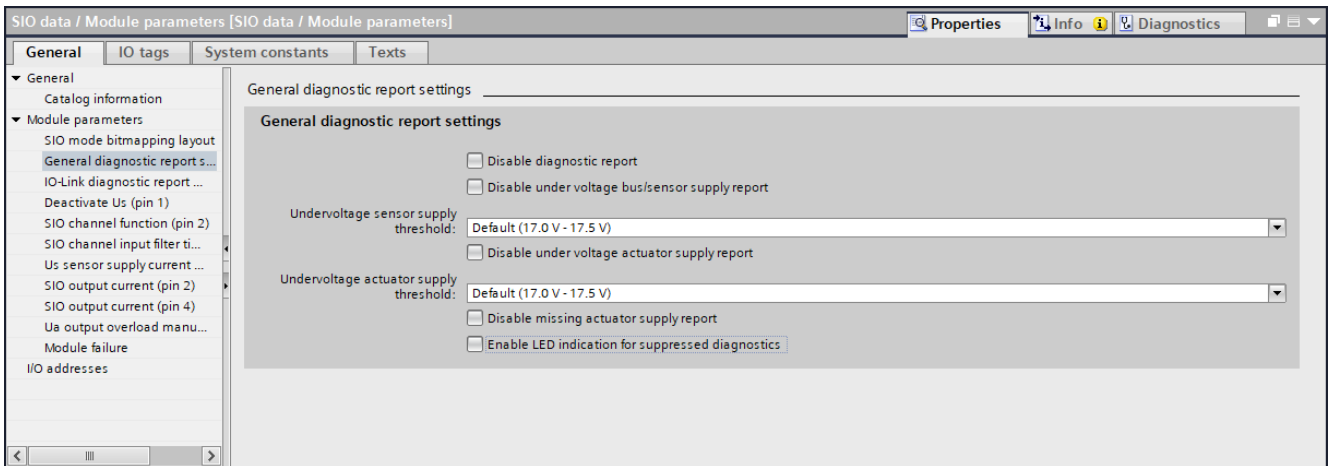 SIO data / Module parameters [SIO data / Module parameters]
Properties
Info
Diagnostics
General
IO tags
System constants
Texts
General
Catalog information
Module parameters
SIO mode bitmapping layout
General diagnostic report s...
IO-Link diagnostic report ...
Deactivate Us (pin 1)
SIO channel function (pin 2)
SIO channel input filter ti...
Us sensor supply current ...
SIO output current (pin 2)
SIO output current (pin 4)
Ua output overload manu...
Module failure
I/O addresses
General diagnostic report settings
General diagnostic report settings
Disable diagnostic report
Disable under voltage bus/sensor supply report
Undervoltage sensor supply
threshold: Default (17.0 V - 17.5 V)
Disable under voltage actuator supply report
Undervoltage actuator supply
threshold: Default (17.0 V - 17.5 V)
Disable missing actuator supply report
Enable LED indication for suppressed diagnostics